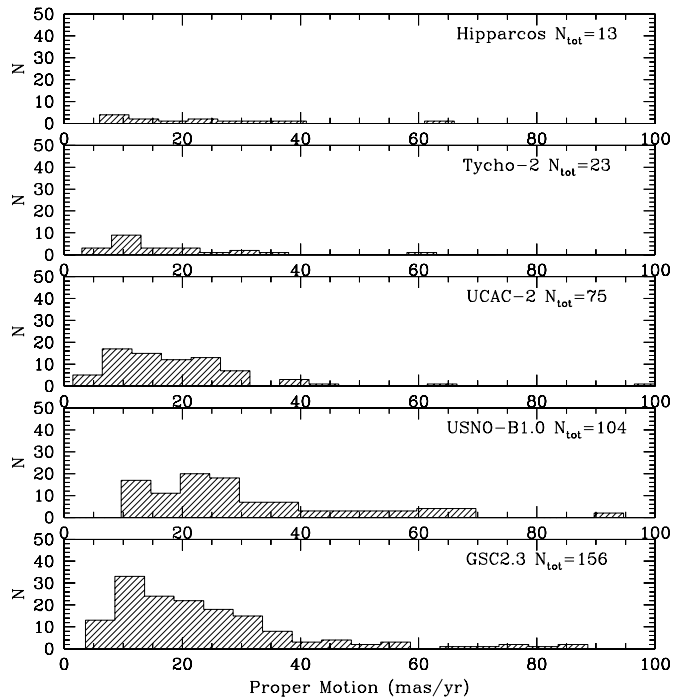 50
40
30
20
10
0
N
Hipparcos N_tot=13
0 20 40 60 80 100
50
40
30
20
10
0
N
Tycho-2 N_tot=23
0 20 40 60 80 100
50
40
30
20
10
0
N
UCAC-2 N_tot=75
0 20 40 60 80 100
50
40
30
20
10
0
N
USNO-B1.0 N_tot=104
0 20 40 60 80 100
50
40
30
20
10
0
N
GSC2.3 N_tot=156
0 20 40 60 80 100
Proper Motion (mas/yr)